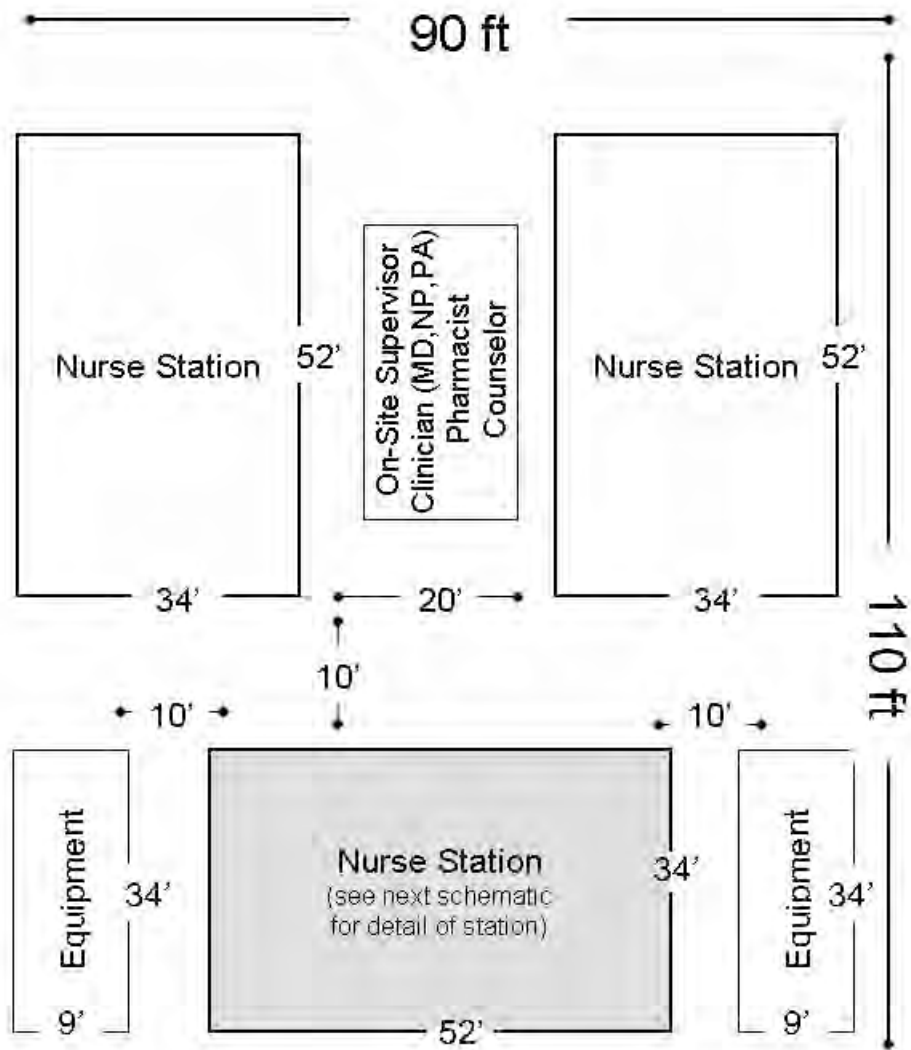 90 ft
110 ft
Nurse Station
52'
34'
On-Site Supervisor
Clinician (MD,NP,PA)
Pharmacist
Counselor
20'
Nurse Station
52'
34'
10'
10'
10'
Equipment
34'
9'
Nurse Station
(see next schematic
for detail of station)
34'
52'
Equipment
34'
9'